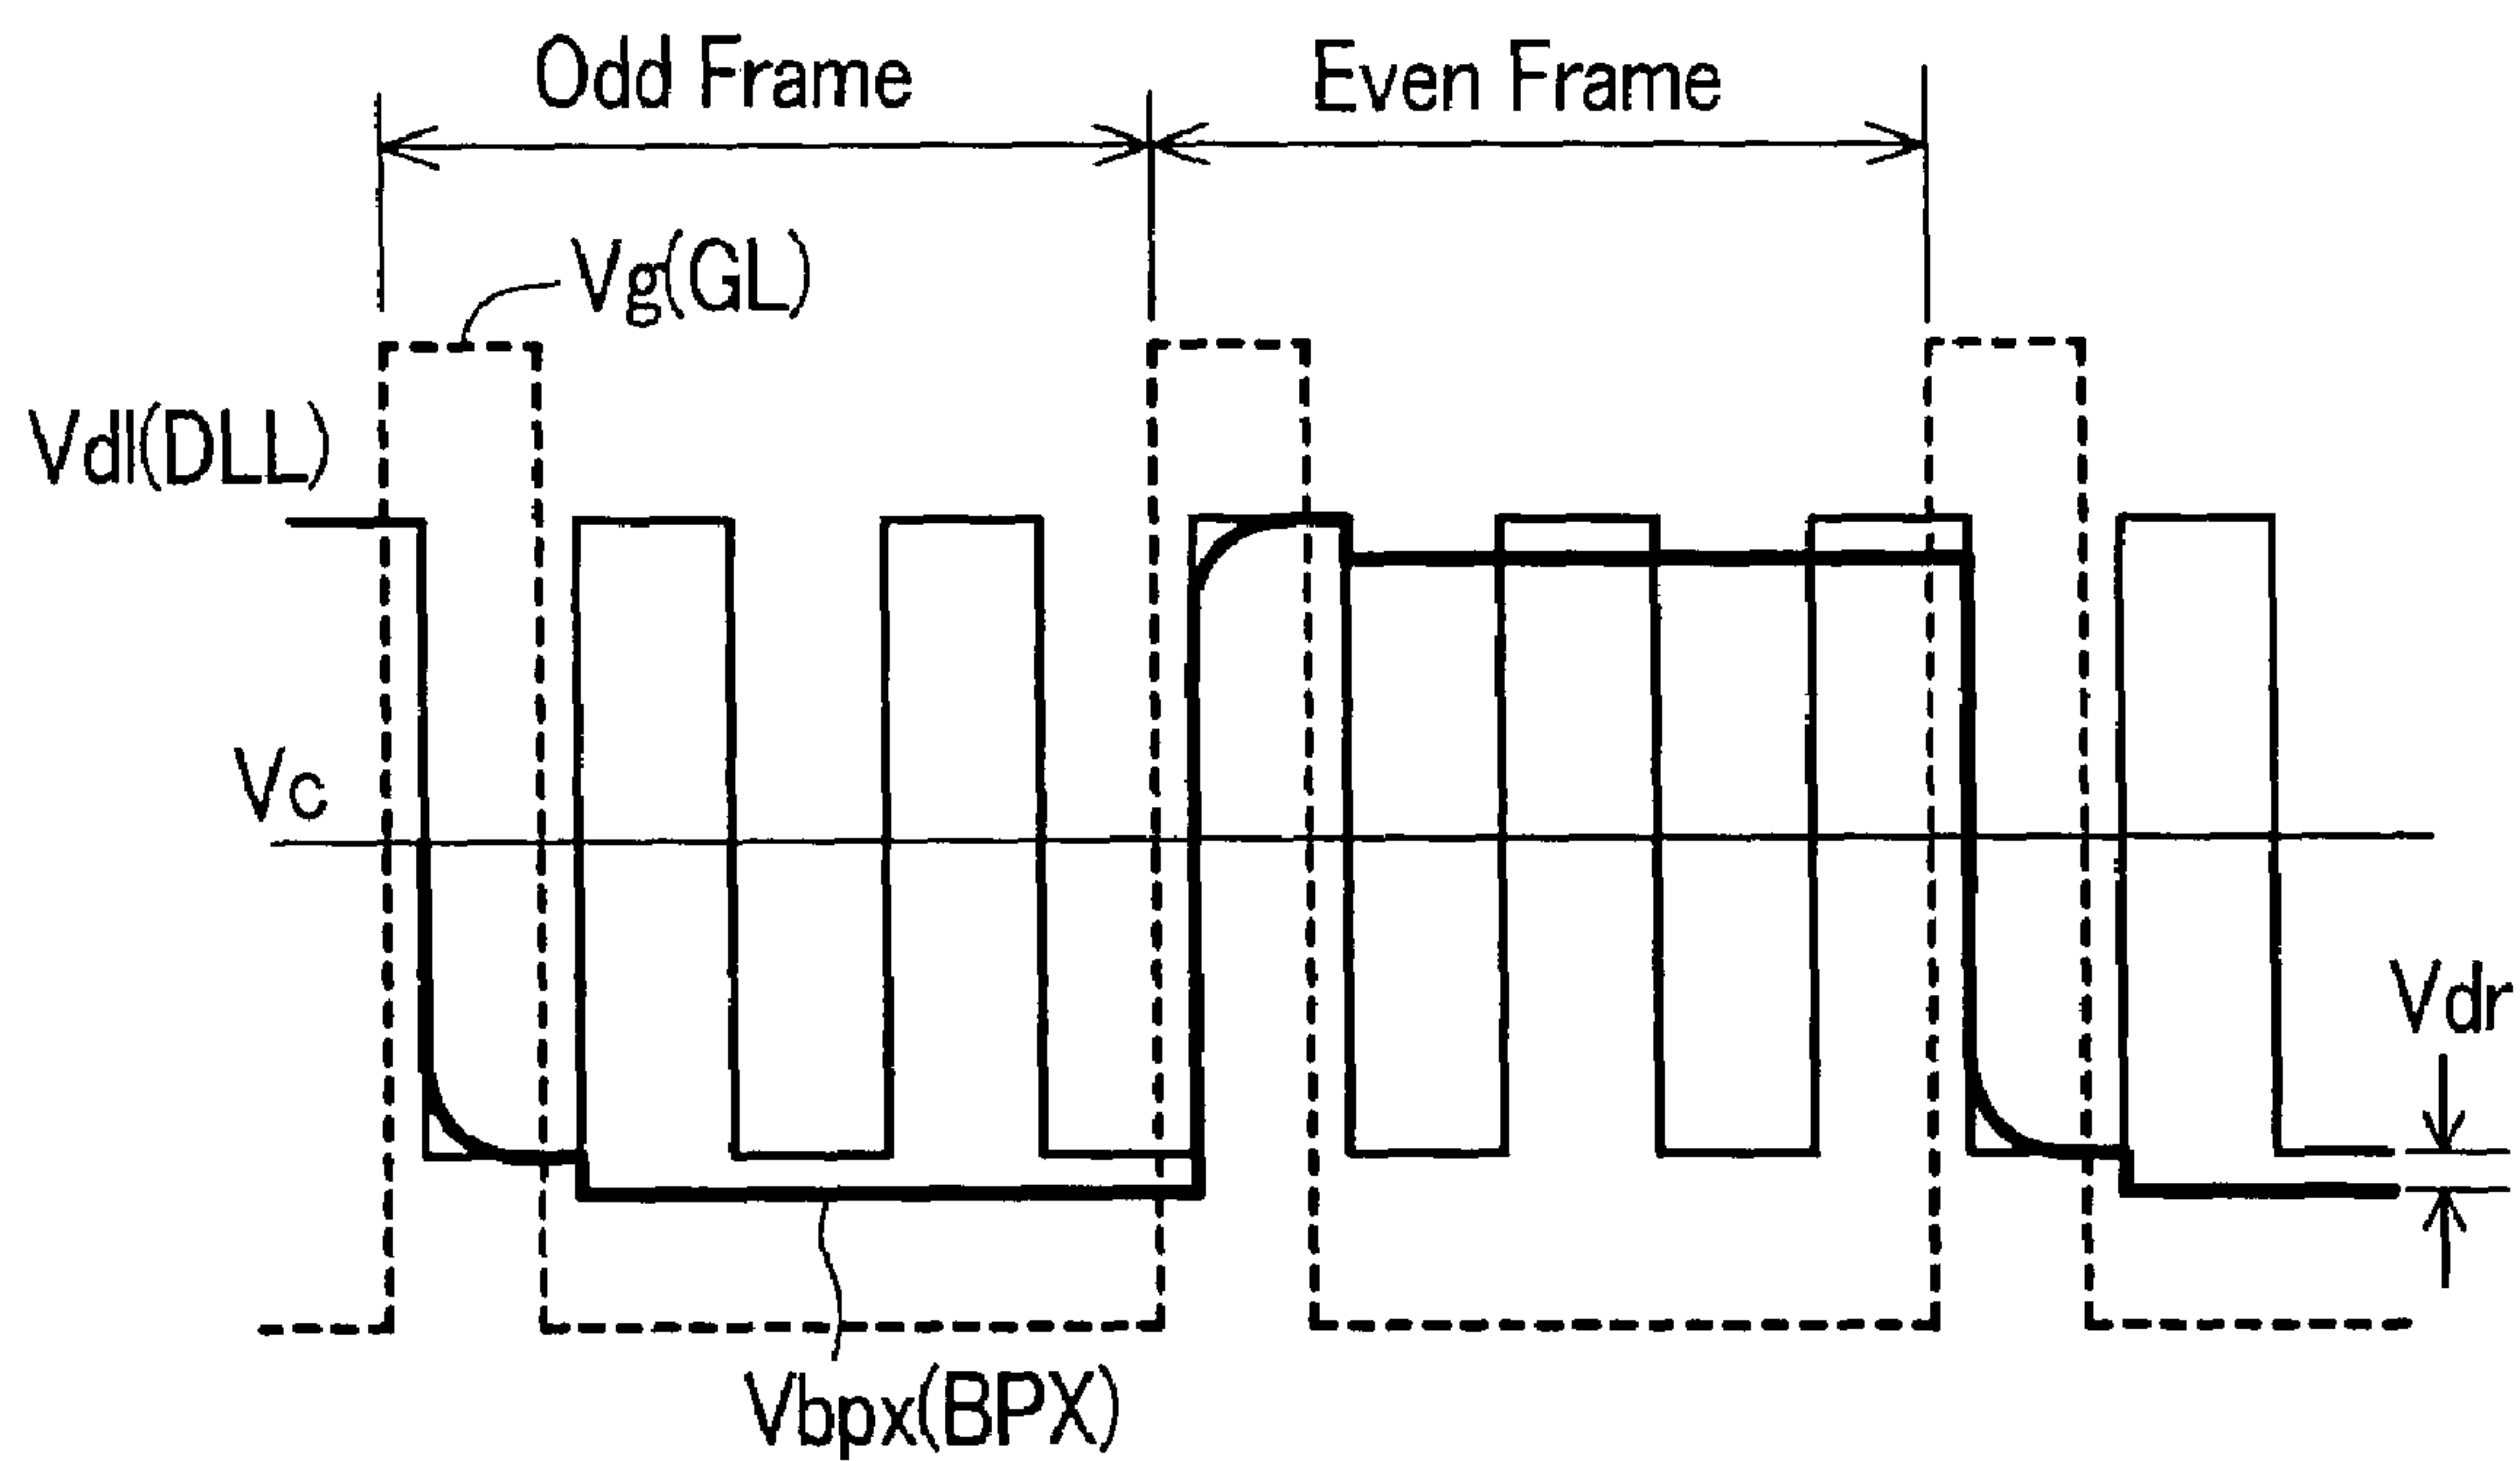 Odd Frame
Even Frame
Vg(GL)
Vdl(DLL)
Vc
Vdr
Vbpx(BPX)